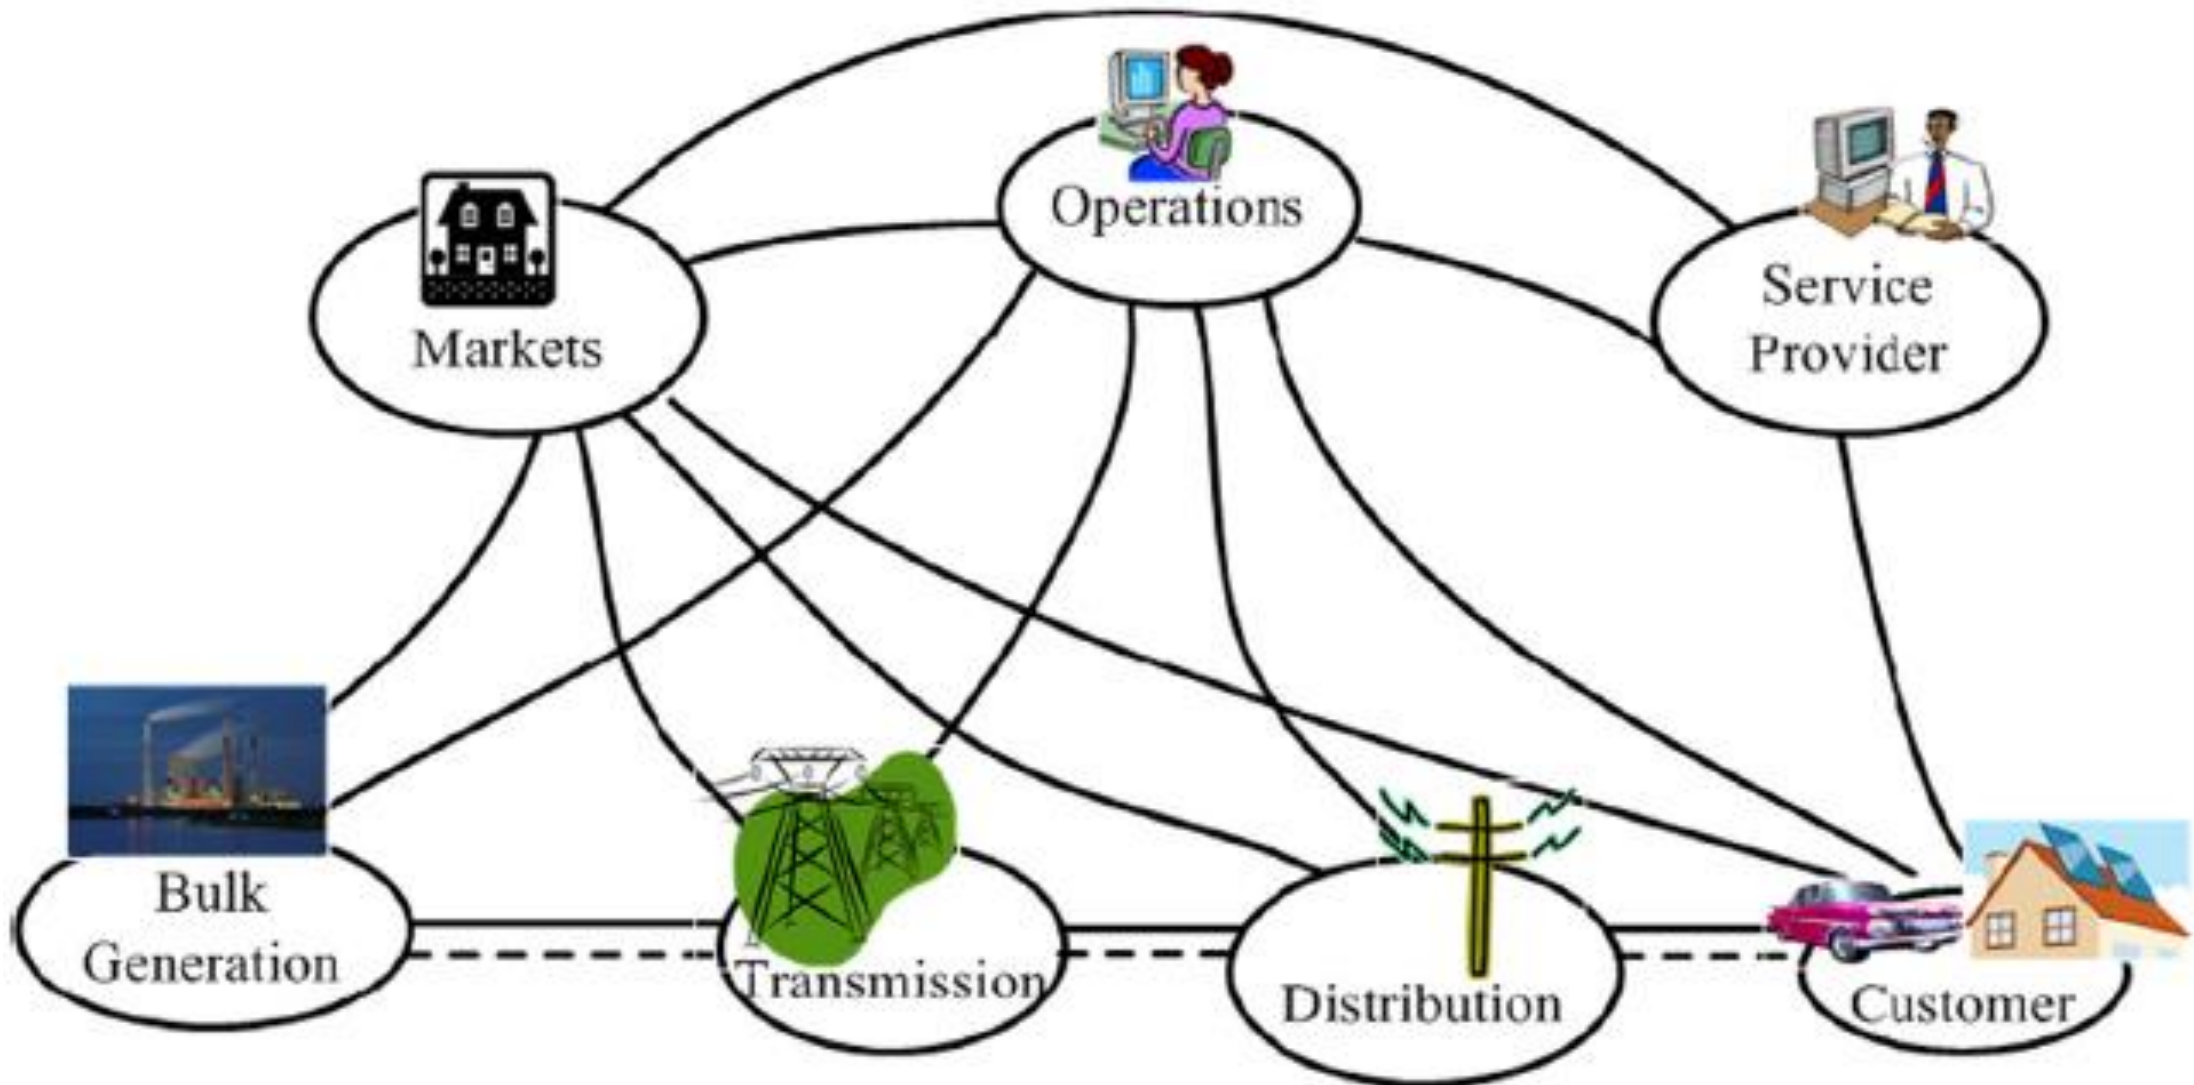 Operations
Service
Provider
Markets
Bulk
Generation
Transmission
Distribution
Customer